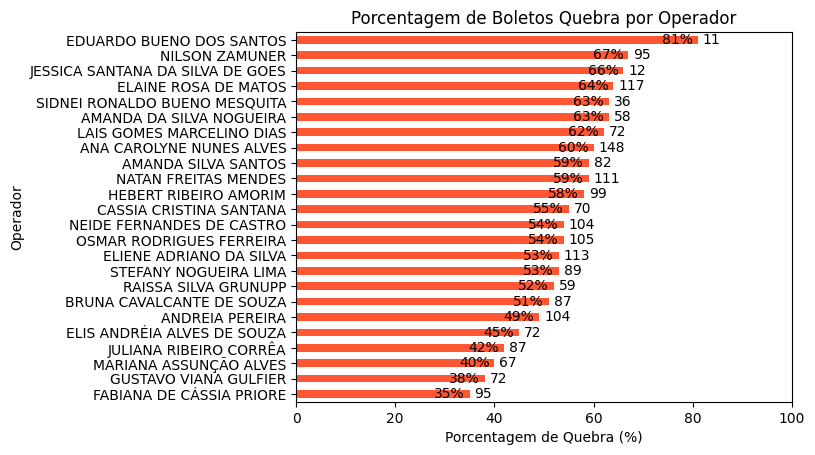 Porcentagem de Boletos Quebra por Operador
EDUARDO BUENO DOS SANTOS 81% 11
NILSON ZAMUNER 67% 95
JESSICA SANTANA DA SILVA DE GOES 66% 12
ELAINE ROSA DE MATOS 64% 117
SIDNEI RONALDO BUENO MESQUITA 63% 36
AMANDA DA SILVA NOGUEIRA 63% 58
LAIS GOMES MARCELINO DIAS 62% 72
ANA CAROLYNE NUNES ALVES 60% 148
AMANDA SILVA SANTOS 59% 82
NATAN FREITAS MENDES 59% 111
HEBERT RIBEIRO AMORIM 58% 99
CASSIA CRISTINA SANTANA 55% 70
NEIDE FERNANDES DE CASTRO 54% 104
OSMAR RODRIGUES FERREIRA 54% 105
ELIENE ADRIANO DA SILVA 53% 113
STEFANY NOGUEIRA LIMA 53% 89
RAISSA SILVA GRUNUPP 52% 59
BRUNA CAVALCANTE DE SOUZA 51% 87
ANDREIA PEREIRA 49% 104
ELIS ANDRÉIA ALVES DE SOUZA 45% 72
JULIANA RIBEIRO CORRÊA 42% 87
MARIANA ASSUNÇÃO ALVES 40% 67
GUSTAVO VIANA GULFIER 38% 72
FABIANA DE CÁSSIA PRIORE 35% 95
Operador
0 20 40 60 80 100
Porcentagem de Quebra (%)